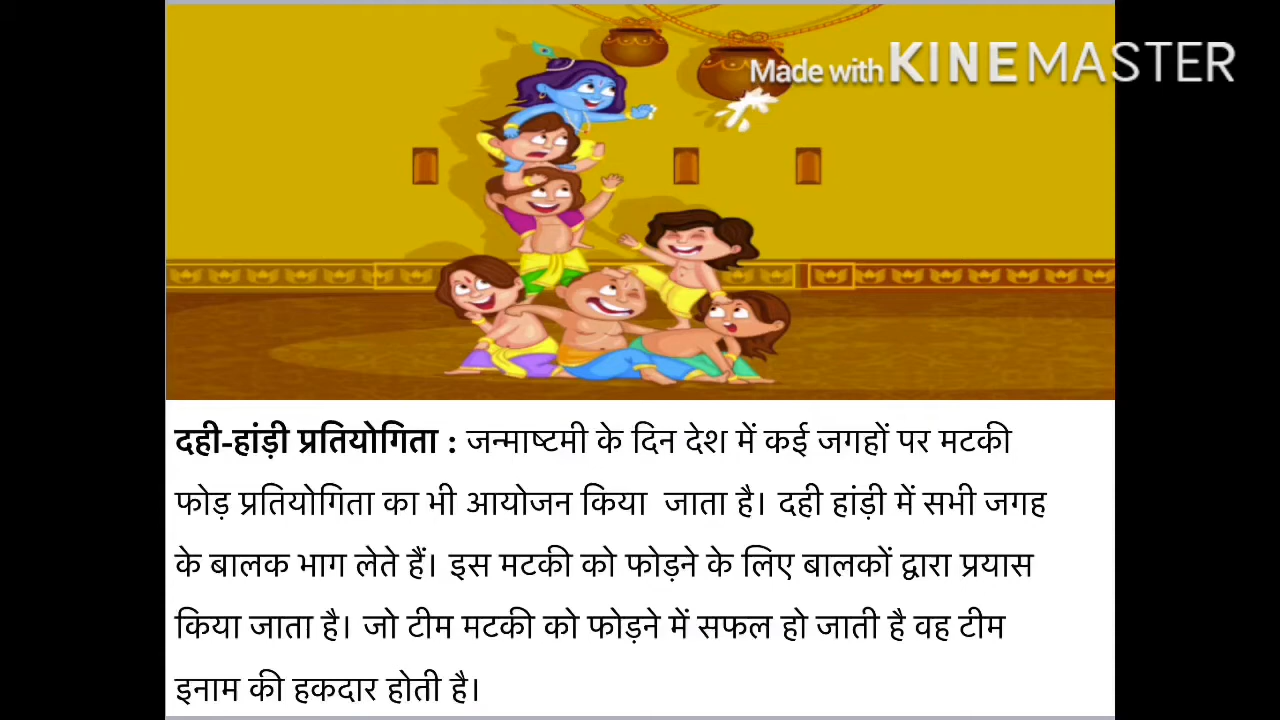 Made with KINEMASTER
दही-हांड़ी प्रतियोगिता : जन्माष्टमी के दिन देश में कई जगहों पर मटकी
फोड़ प्रतियोगिता का भी आयोजन किया जाता है। दही हांड़ी में सभी जगह
के बालक भाग लेते हैं। इस मटकी को फोड़ने के लिए बालकों द्वारा प्रयास
किया जाता है। जो टीम मटकी को फोड़ने में सफल हो जाती है वह टीम
इनाम की हकदार होती है।